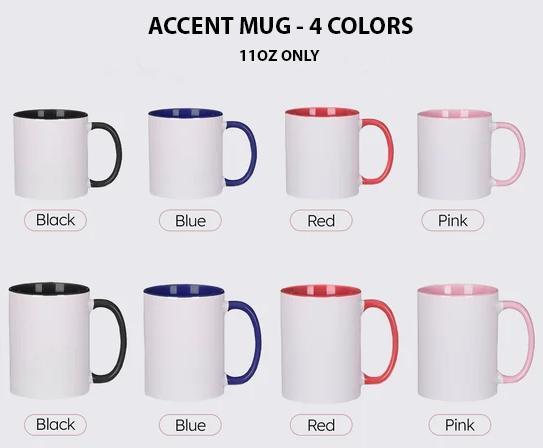 ACCENT MUG - 4 COLORS
11OZ ONLY
Black
Blue
Red
Pink
Black
Blue
Red
Pink